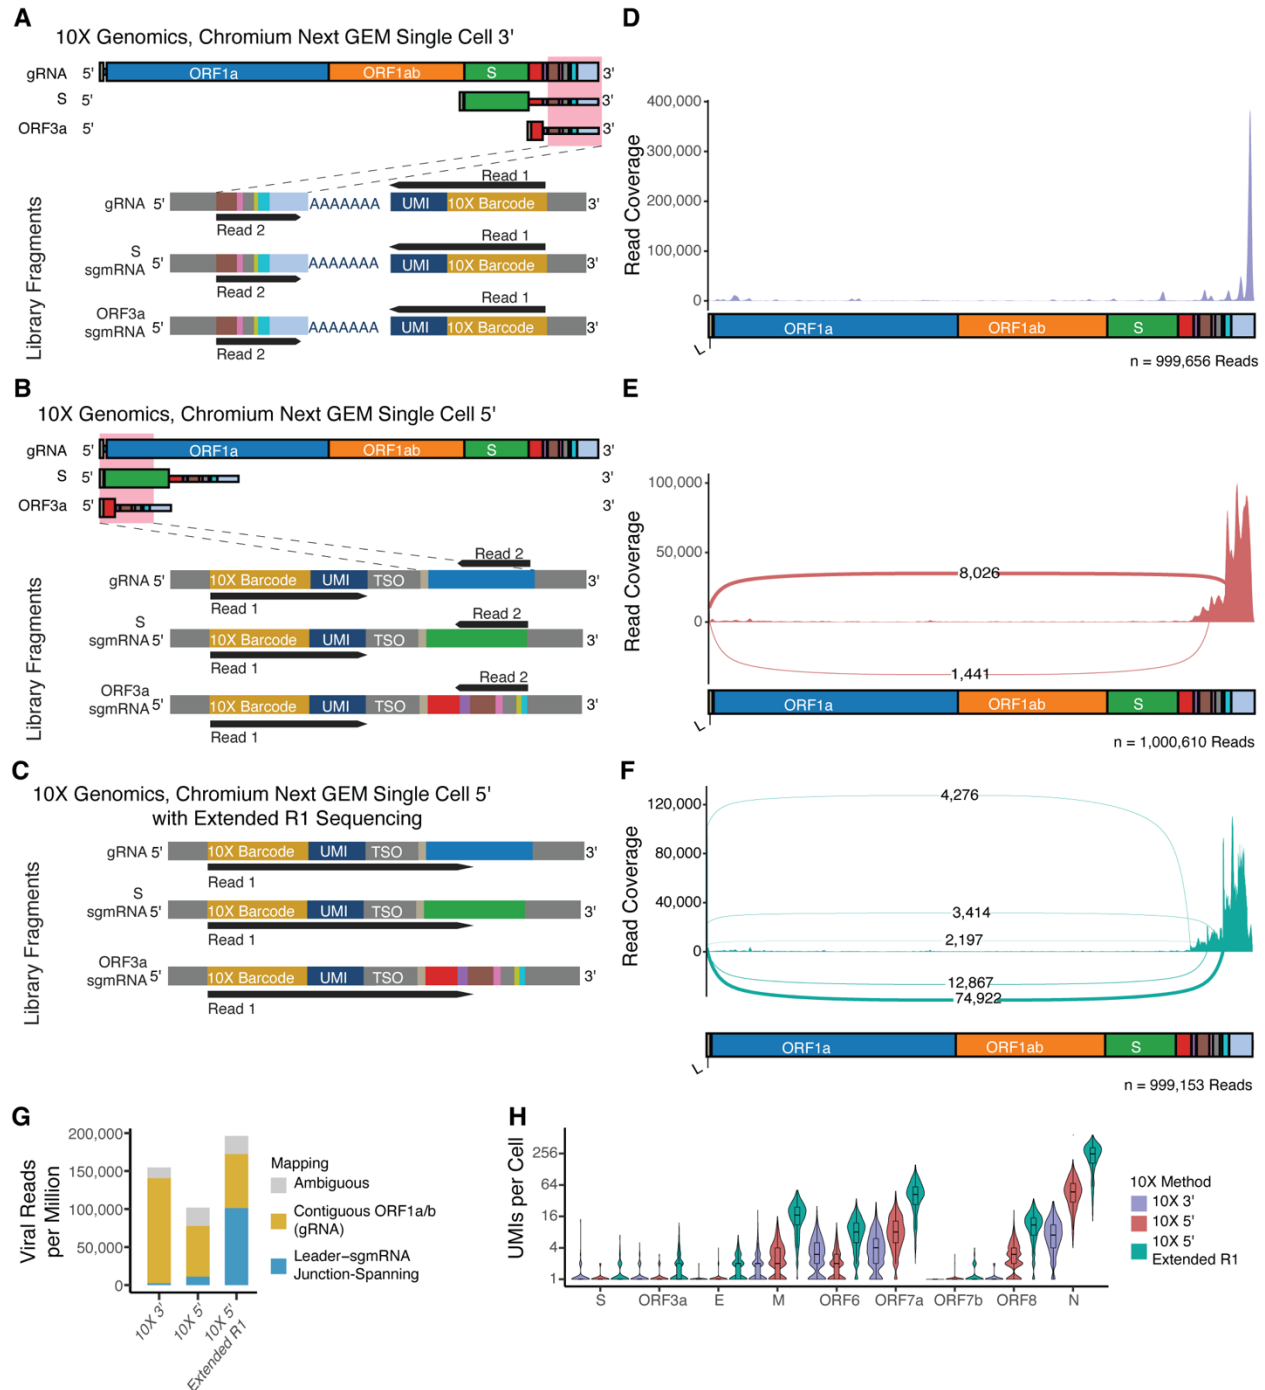 A
10X Genomics, Chromium Next GEM Single Cell 3'
gRNA 5' ORF1a ORF1ab S 3'
S 5' 3'
ORF3a 5' 3'
Library Fragments
Read 1
gRNA 5' AAAAAAA UMI 10X Barcode 3'
Read 2
Read 1
S
sgmRNA 5' AAAAAAA UMI 10X Barcode 3'
Read 2
Read 1
ORF3a
sgmRNA 5' AAAAAAA UMI 10X Barcode 3'
Read 2
B
10X Genomics, Chromium Next GEM Single Cell 5'
gRNA 5' ORF1a ORF1ab S 3'
S 5' 3'
ORF3a 5' 3'
Library Fragments
Read 2
gRNA 5' 10X Barcode UMI TSO 3'
Read 1
Read 2
S
sgmRNA 5' 10X Barcode UMI TSO 3'
Read 1
Read 2
ORF3a
sgmRNA 5' 10X Barcode UMI TSO 3'
Read 1
C
10X Genomics, Chromium Next GEM Single Cell 5'
with Extended R1 Sequencing
Library Fragments
gRNA 5' 10X Barcode UMI TSO 3'
Read 1
S
sgmRNA 5' 10X Barcode UMI TSO 3'
Read 1
ORF3a
sgmRNA 5' 10X Barcode UMI TSO 3'
Read 1
D
Read Coverage
400,000
300,000
200,000
100,000
0
ORF1a ORF1ab S
L
n = 999,656 Reads
E
Read Coverage
100,000
50,000
0
8,026
1,441
ORF1a ORF1ab S
L
n = 1,000,610 Reads
F
Read Coverage
120,000
80,000
40,000
0
4,276
3,414
2,197
12,867
74,922
ORF1a ORF1ab S
L
n = 999,153 Reads
G
Viral Reads
per Million
200,000
150,000
100,000
50,000
0
10X 3'
10X 5'
10X 5'
Extended R1
Mapping
Ambiguous
Contiguous ORF1a/b
(gRNA)
Leader–sgmRNA
Junction-Spanning
H
UMIs per Cell
256
64
16
4
1
S ORF3a E M ORF6 ORF7a ORF7b ORF8 N
10X Method
10X 3'
10X 5'
10X 5'
Extended R1